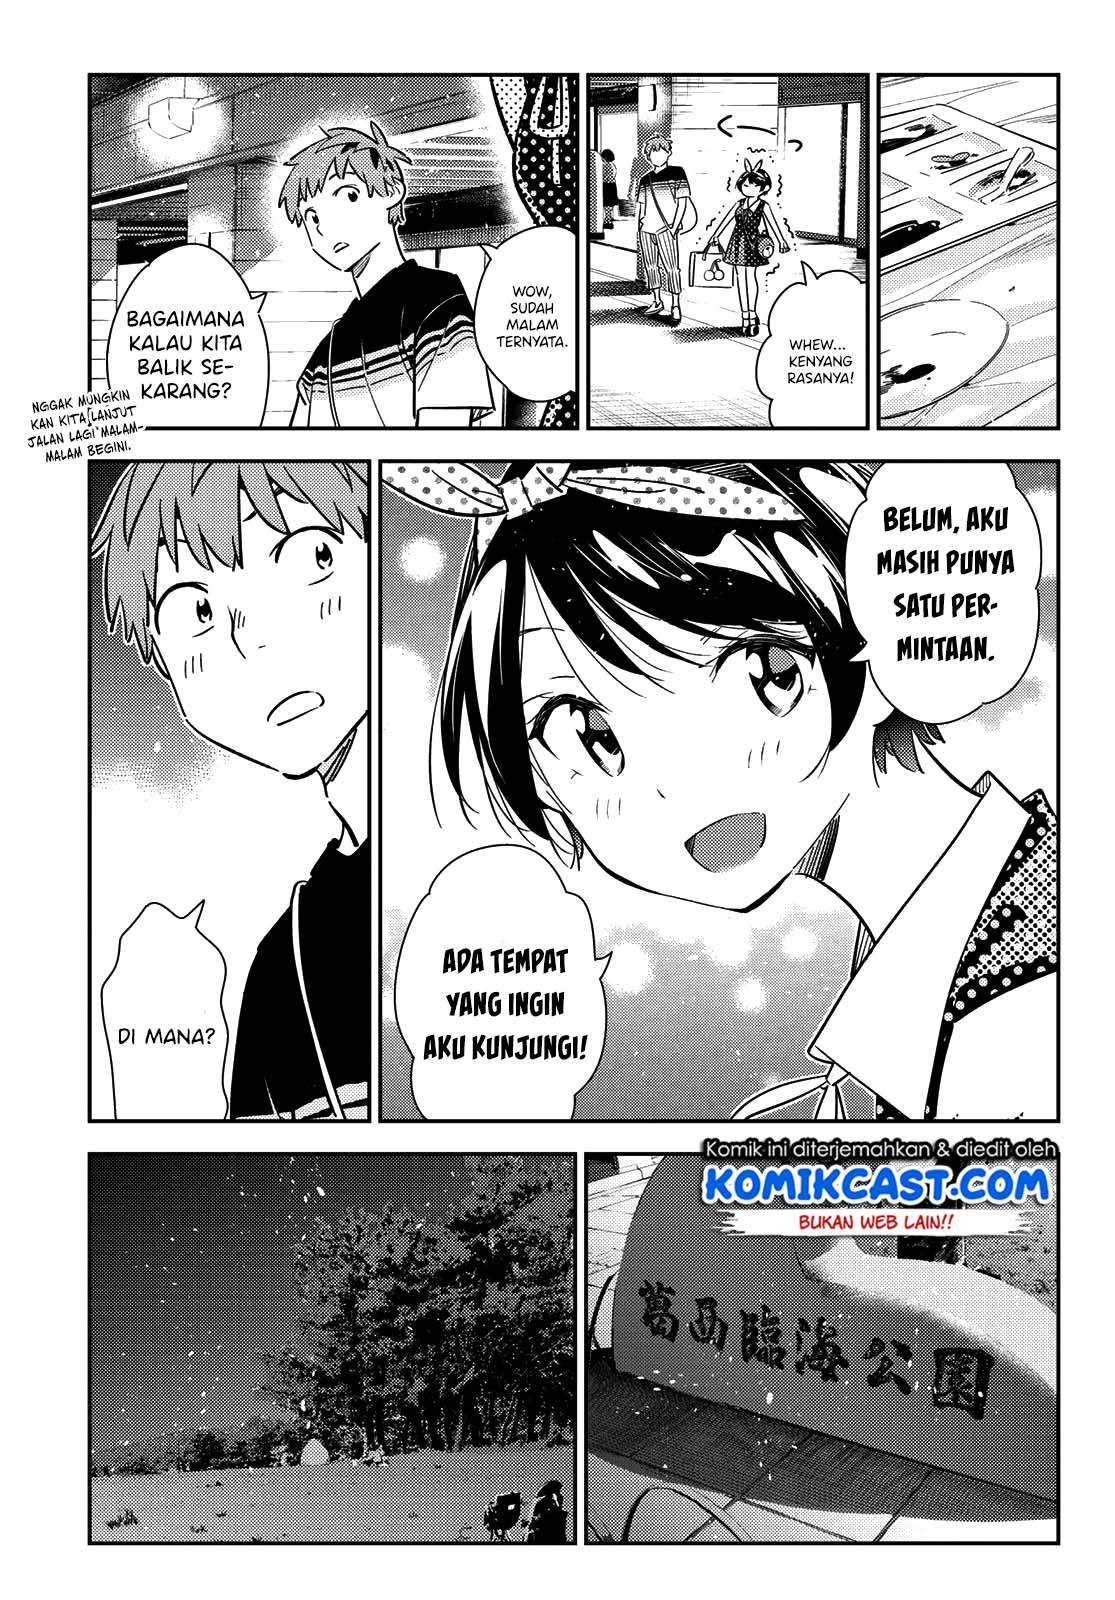 WHEW...
KENYANG
RASANYA!
WOW,
SUDAH
MALAM
TERNYATA.
BAGAIMANA
KALAU KITA
BALIK SE-
KARANG?
NGGAK MUNGKIN
KAN KITA LANJUT
JALAN LAGI MALAM-
MALAM BEGINI.
BELUM, AKU
MASIH PUNYA
SATU PER-
MINTAAN.
ADA TEMPAT
YANG INGIN
AKU KUNJUNGI!
DI MANA?
Komik ini diterjemahkan & diedit oleh
KOMIKCAST.COM
BUKAN WEB LAIN!!
葛西臨海公園